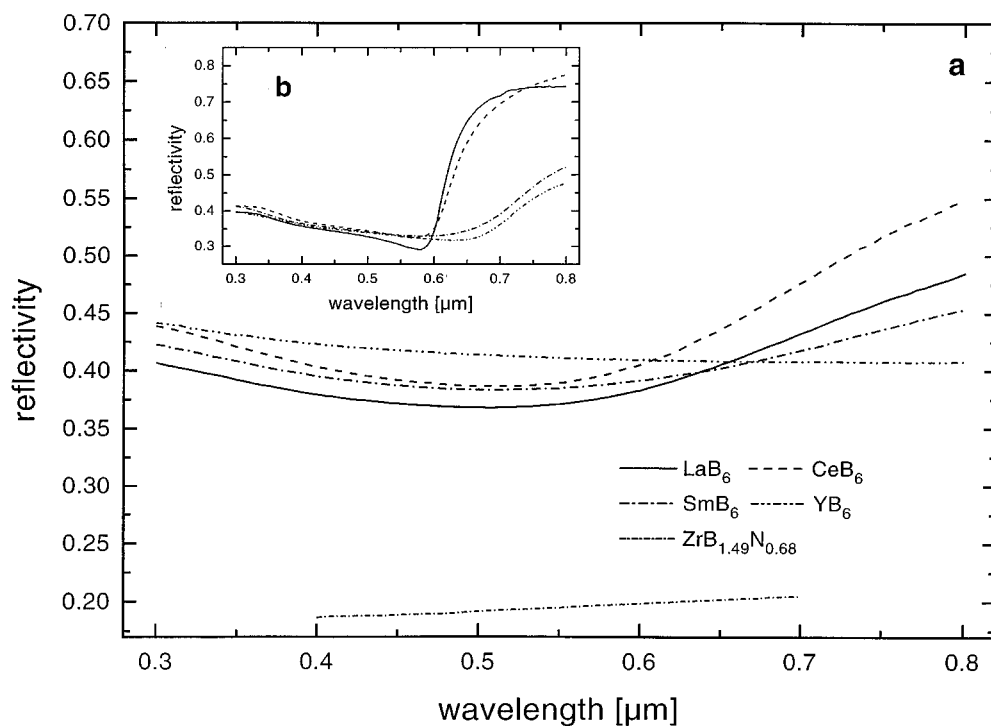 0.70
0.65
0.60
0.55
0.50
0.45
0.40
0.35
0.30
0.25
0.20
reflectivity
a
b
0.8
0.7
0.6
0.5
0.4
0.3
reflectivity
0.3 0.4 0.5 0.6 0.7 0.8
wavelength [µm]
LaB6 CeB6
SmB6 YB6
ZrB1.49N0.68
0.3 0.4 0.5 0.6 0.7 0.8
wavelength [µm]